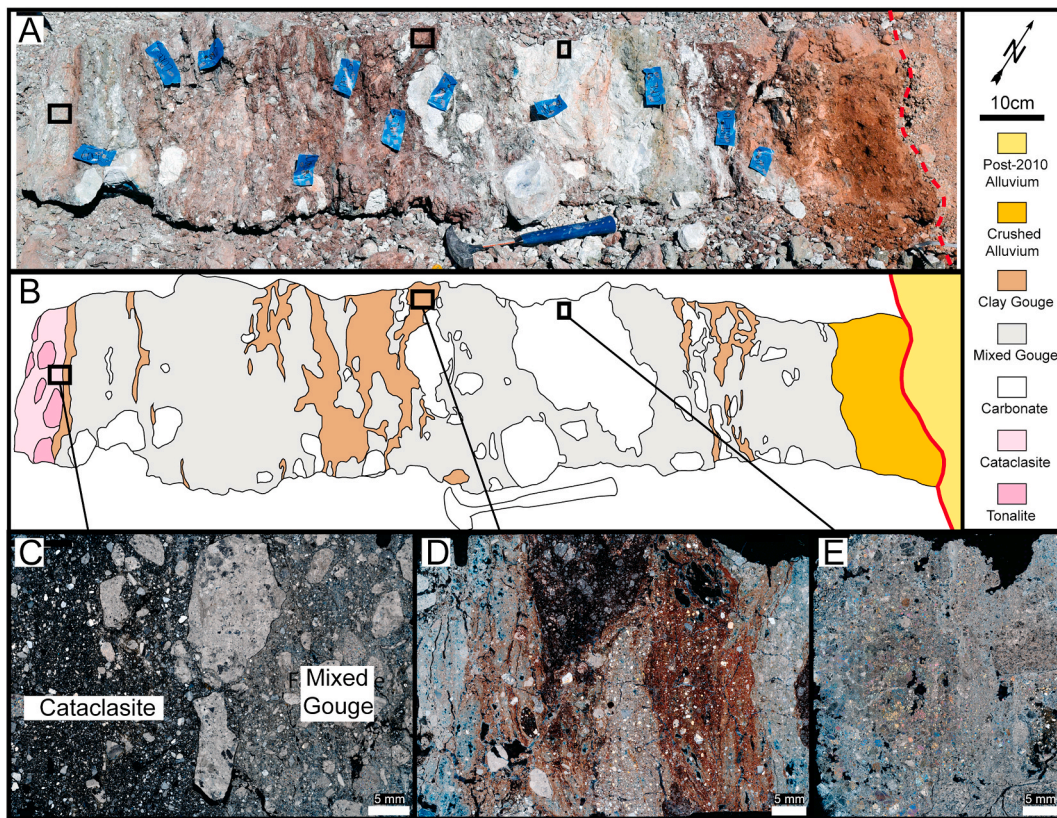 A
N
10cm
Post-2010
Alluvium
Crushed
Alluvium
Clay Gouge
Mixed Gouge
Carbonate
Cataclasite
Tonalite
B
C
Cataclasite
Mixed
Gouge
5 mm
D
5 mm
E
5 mm